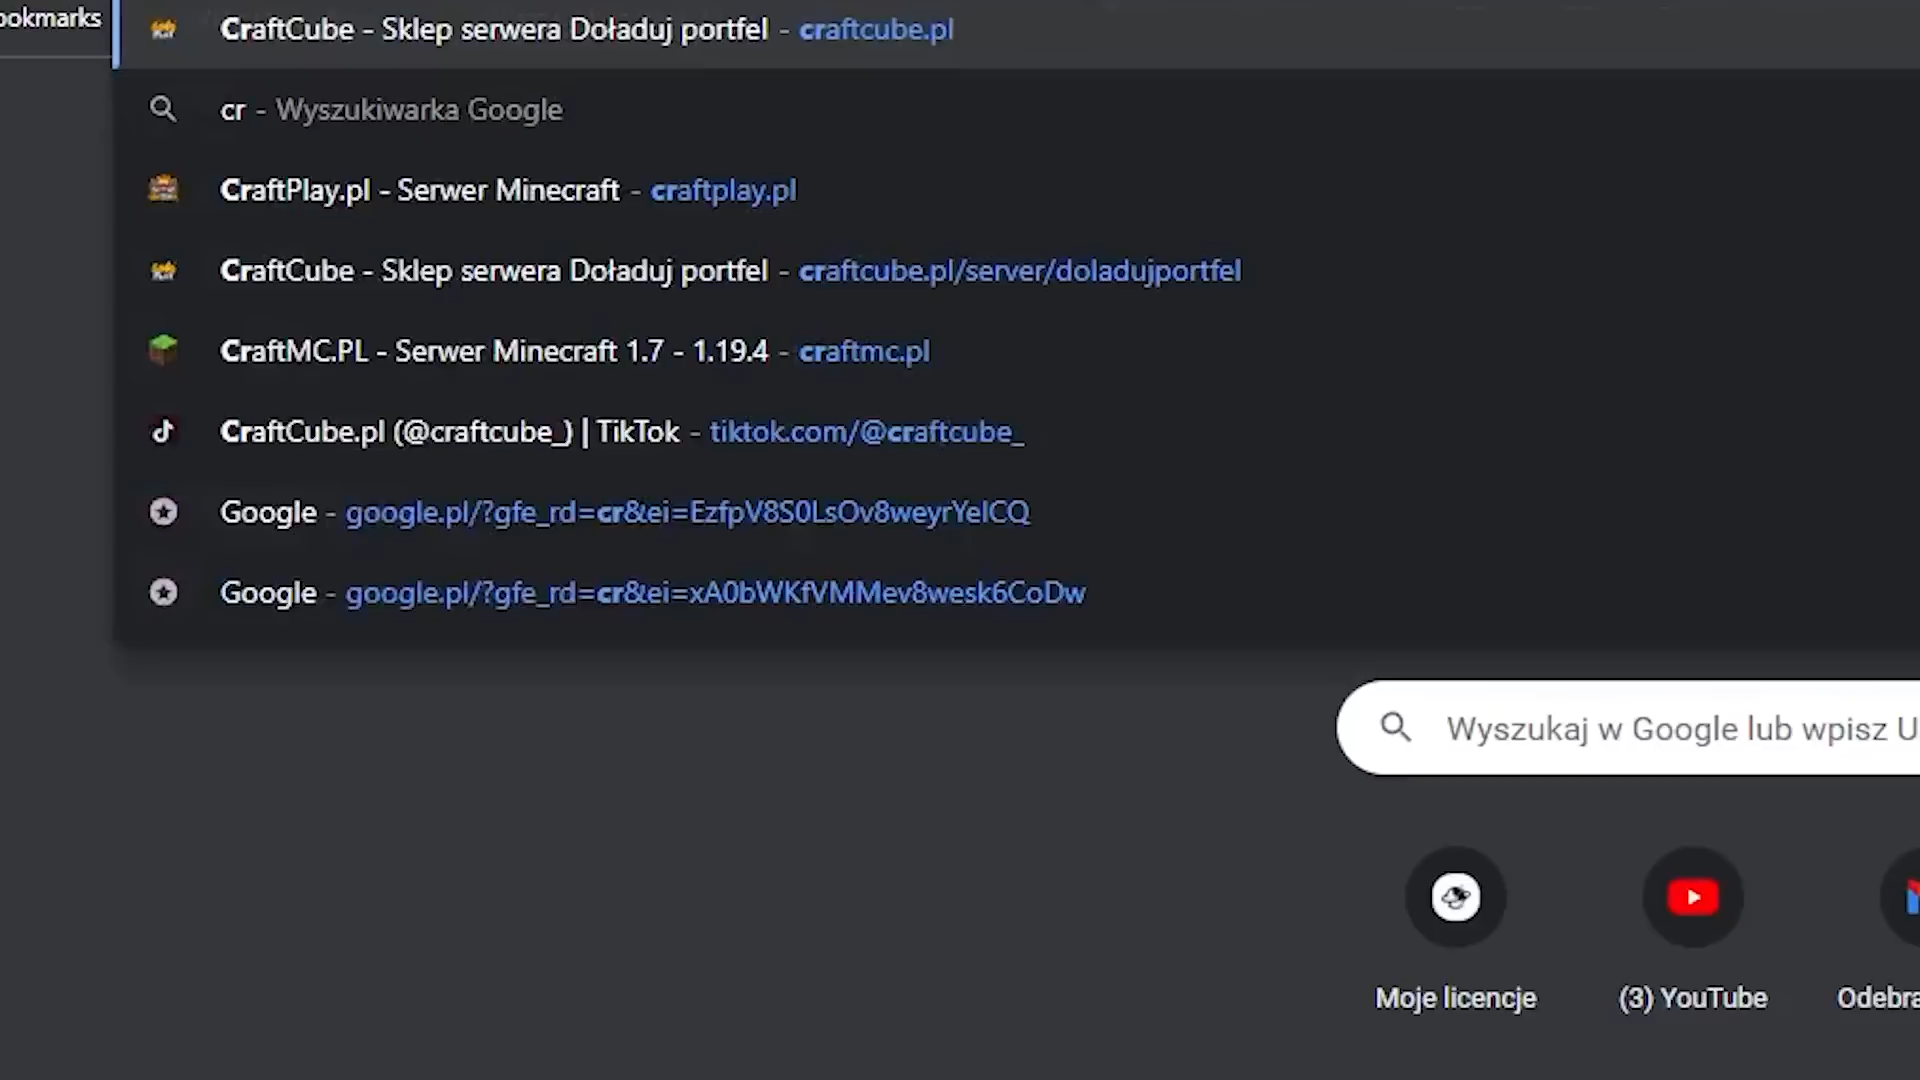 ookmarks
CraftCube - Sklep serwera Doładuj portfel - craftcube.pl
cr - Wyszukiwarka Google
CraftPlay.pl - Serwer Minecraft - craftplay.pl
CraftCube - Sklep serwera Doładuj portfel - craftcube.pl/server/doladujportfel
CraftMC.PL - Serwer Minecraft 1.7 - 1.19.4 - craftmc.pl
CraftCube.pl (@craftcube_) | TikTok - tiktok.com/@craftcube_
Google - google.pl/?gfe_rd=cr&ei=EzfpV8S0LsOv8weyrYelCQ
Google - google.pl/?gfe_rd=cr&ei=xA0bWKfVMMev8wesk6CoDw
Wyszukaj w Google lub wpisz U
Moje licencje
(3) YouTube
Odebra